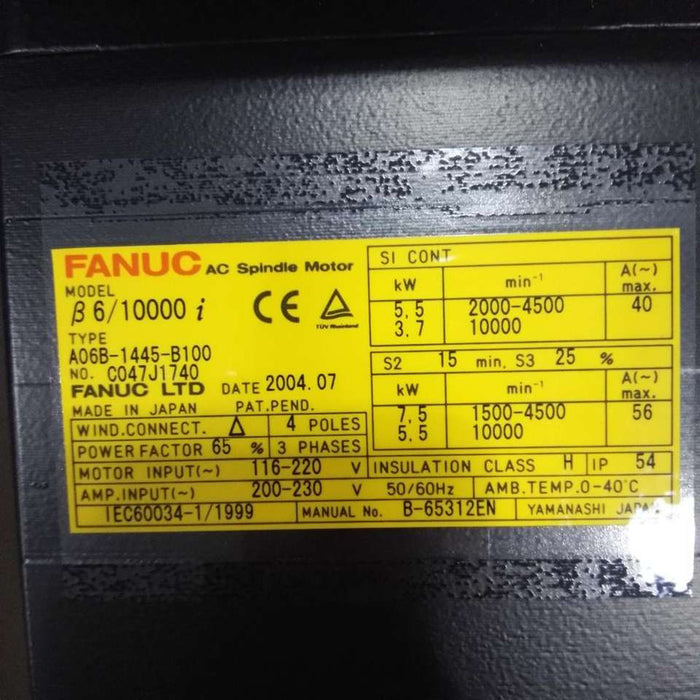 FANUC AC Spindle Motor
MODEL
β 6/10000 i
CE TÜV Rheinland
TYPE
A06B-1445-B100
NO. C047J1740
FANUC LTD DATE 2004.07
MADE IN JAPAN PAT.PEND.
WIND.CONNECT. Δ 4 POLES
POWER FACTOR 65 % 3 PHASES
SI CONT
kW min⁻¹ A(~) max.
5.5 2000-4500 40
3.7 10000
S2 15 min, S3 25 %
kW min⁻¹ A(~) max.
7.5 1500-4500 56
5.5 10000
MOTOR INPUT(~) 116-220 V INSULATION CLASS H IP 54
AMP.INPUT(~) 200-230 V 50/60Hz AMB.TEMP.0-40℃
IEC60034-1/1999 MANUAL No. B-65312EN YAMANASHI JAPAN